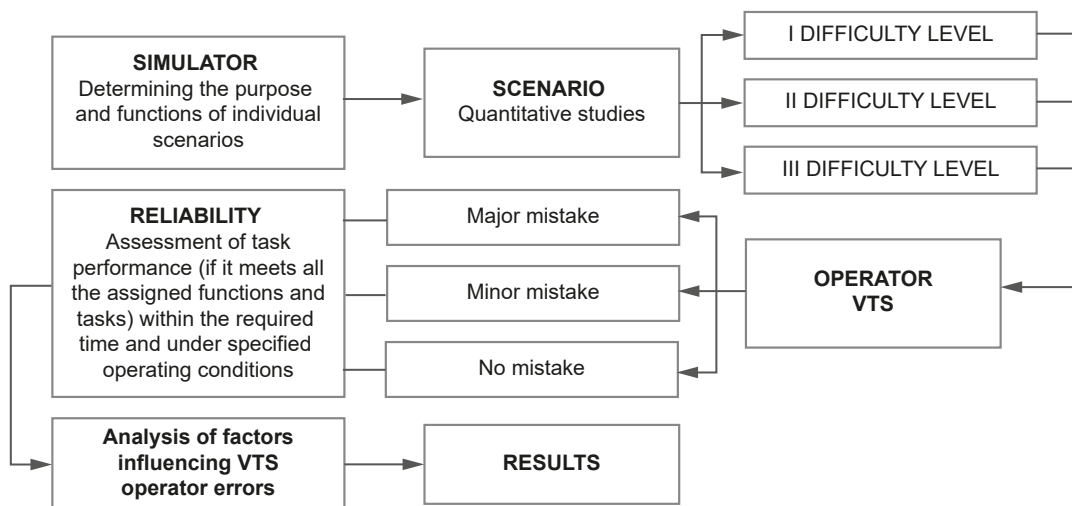 SIMULATOR
Determining the purpose
and functions of individual
scenarios
SCENARIO
Quantitative studies
I DIFFICULTY LEVEL
II DIFFICULTY LEVEL
III DIFFICULTY LEVEL
RELIABILITY
Assessment of task
performance (if it meets all
the assigned functions and
tasks) within the required
time and under specified
operating conditions
Major mistake
Minor mistake
No mistake
OPERATOR
VTS
Analysis of factors
influencing VTS
operator errors
RESULTS